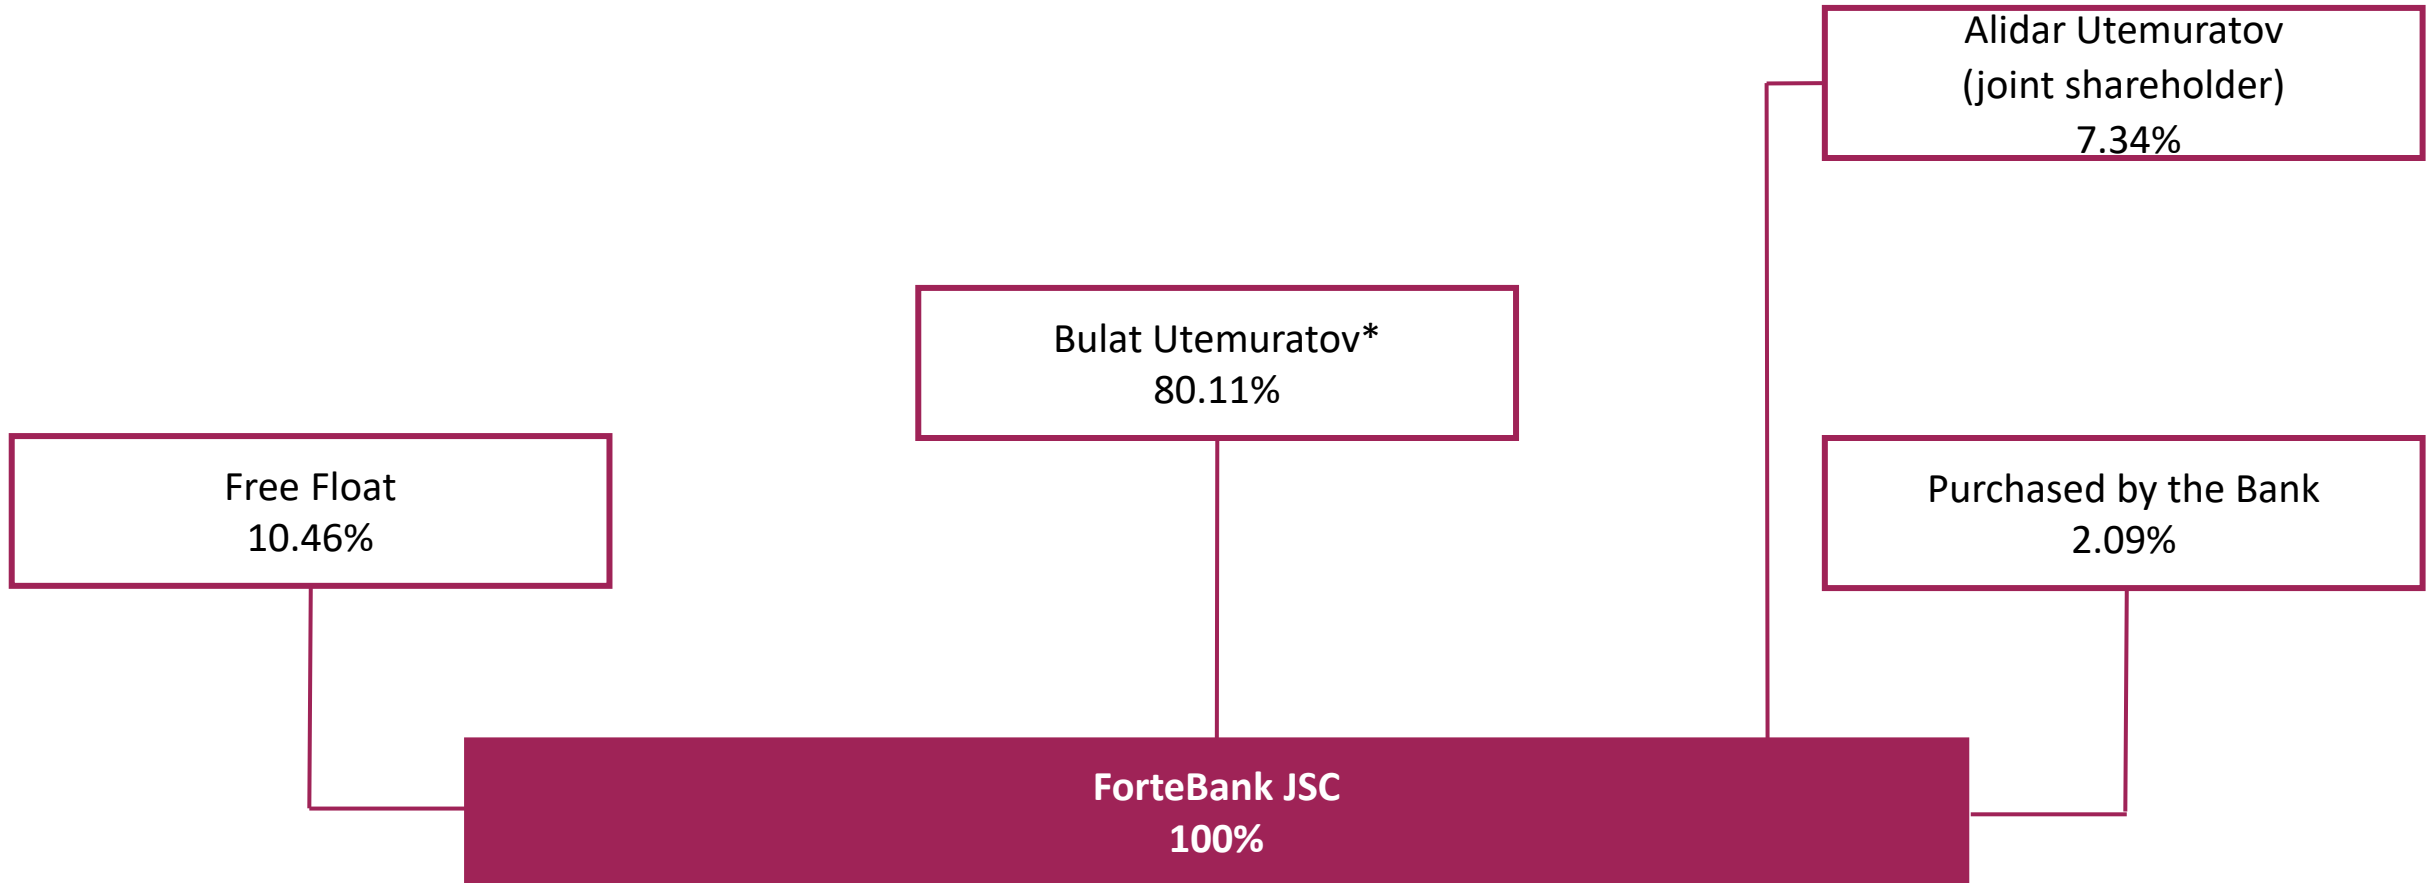 Alidar Utemuratov
(joint shareholder)
7.34%
Bulat Utemuratov*
80.11%
Free Float
10.46%
Purchased by the Bank
2.09%
ForteBank JSC
100%